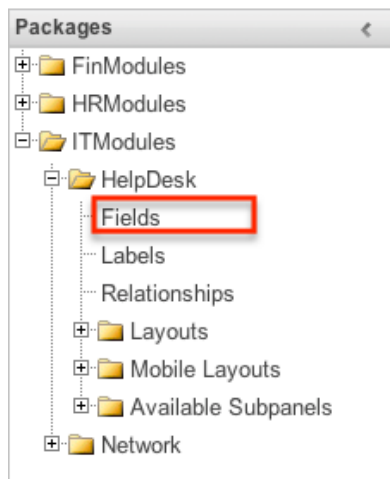 Packages
FinModules
HRModules
ITModules
HelpDesk
Fields
Labels
Relationships
Layouts
Mobile Layouts
Available Subpanels
Network